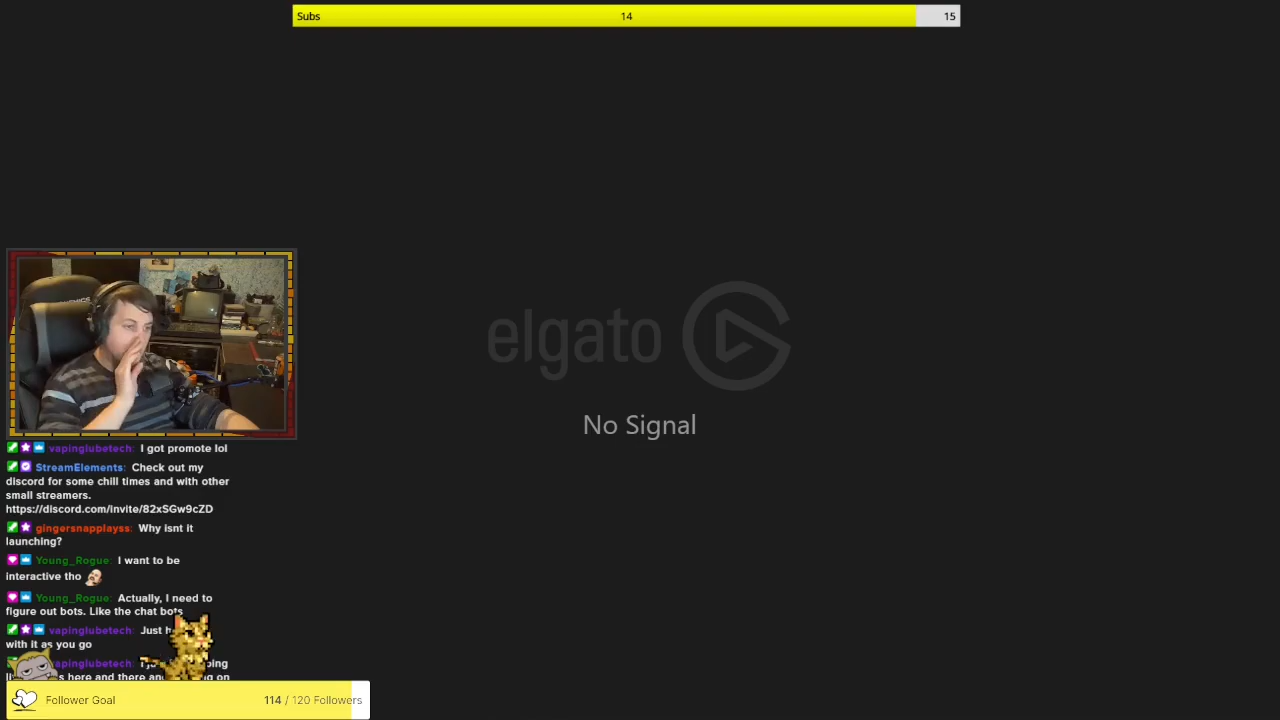 Subs 14 15
elgato
No Signal
vapinglubetech: I got promote lol
StreamElements: Check out my
discord for some chill times and with other
small streamers.
https://discord.com/invite/82xSGw9cZD
gingersnapplayss: Why isnt it
launching?
Young_Rogue: I want to be
interactive tho
Young_Rogue: Actually, I need to
figure out bots. Like the chat bots
vapinglubetech: Just
with it as you go
vapinglubetech:
here and there and on
Follower Goal 114 / 120 Followers